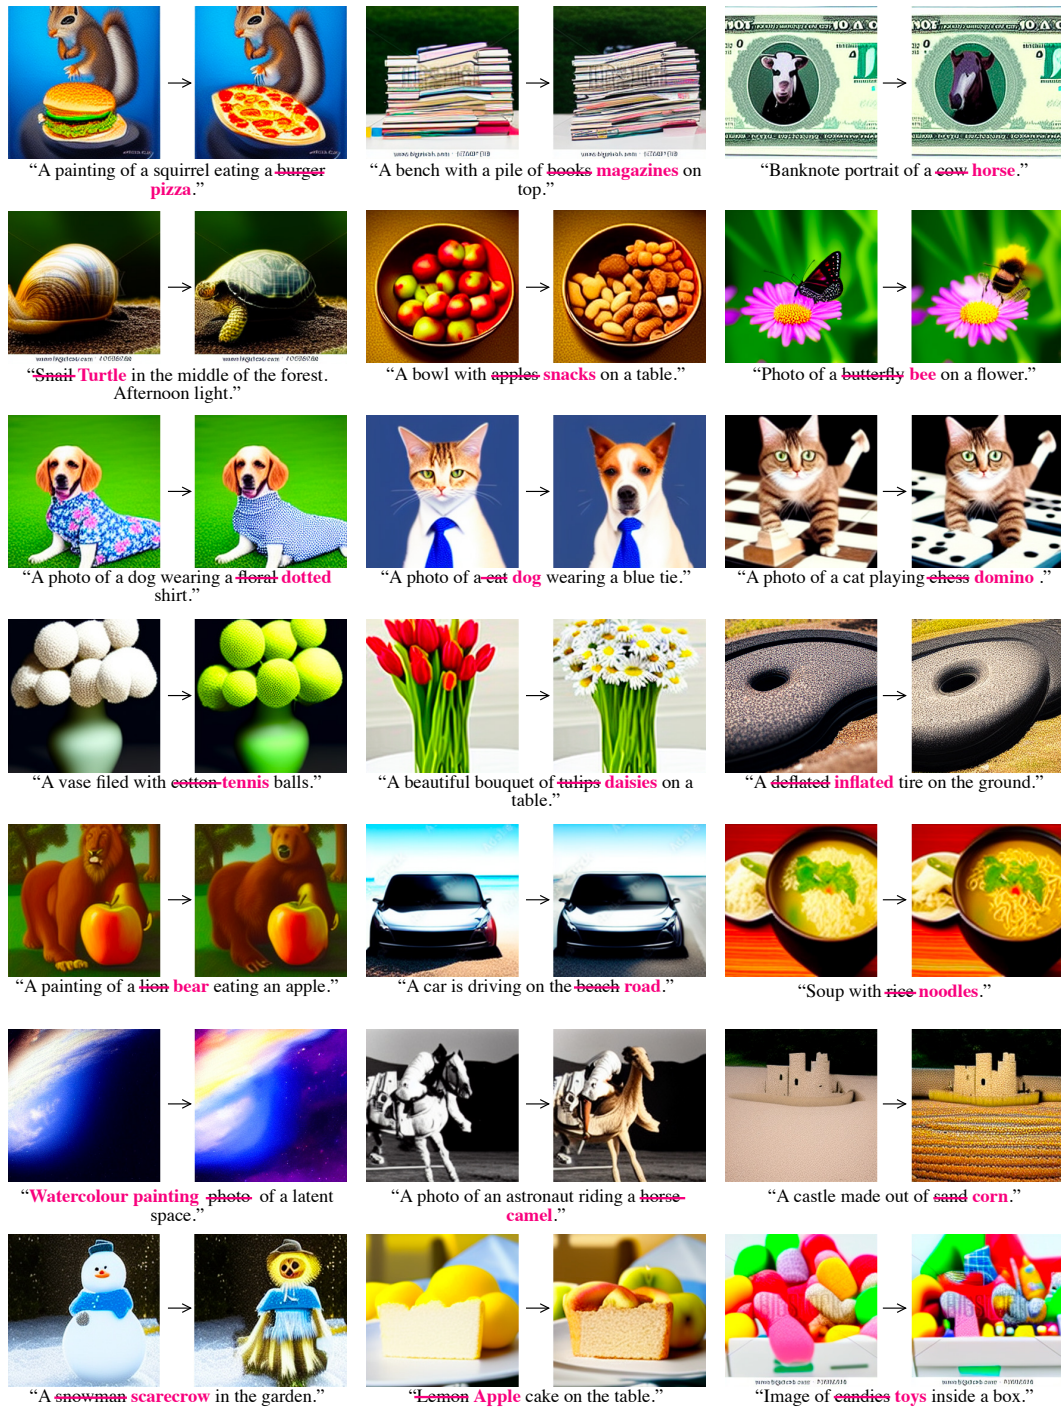 “A painting of a squirrel eating a burger
pizza.”
“A bench with a pile of books magazines on
top.”
“Banknote portrait of a cow horse.”
“Snail Turtle in the middle of the forest.
Afternoon light.”
“A bowl with apples snacks on a table.”
“Photo of a butterfly bee on a flower.”
“A photo of a dog wearing a floral dotted
shirt.”
“A photo of a cat dog wearing a blue tie.”
“A photo of a cat playing chess domino .”
“A vase filed with cotton tennis balls.”
“A beautiful bouquet of tulips daisies on a
table.”
“A deflated inflated tire on the ground.”
“A painting of a lion bear eating an apple.”
“A car is driving on the beach road.”
“Soup with rice noodles.”
“Watercolour painting photo of a latent
space.”
“A photo of an astronaut riding a horse
camel.”
“A castle made out of sand corn.”
“A snowman scarecrow in the garden.”
“Lemon Apple cake on the table.”
“Image of candies toys inside a box.”